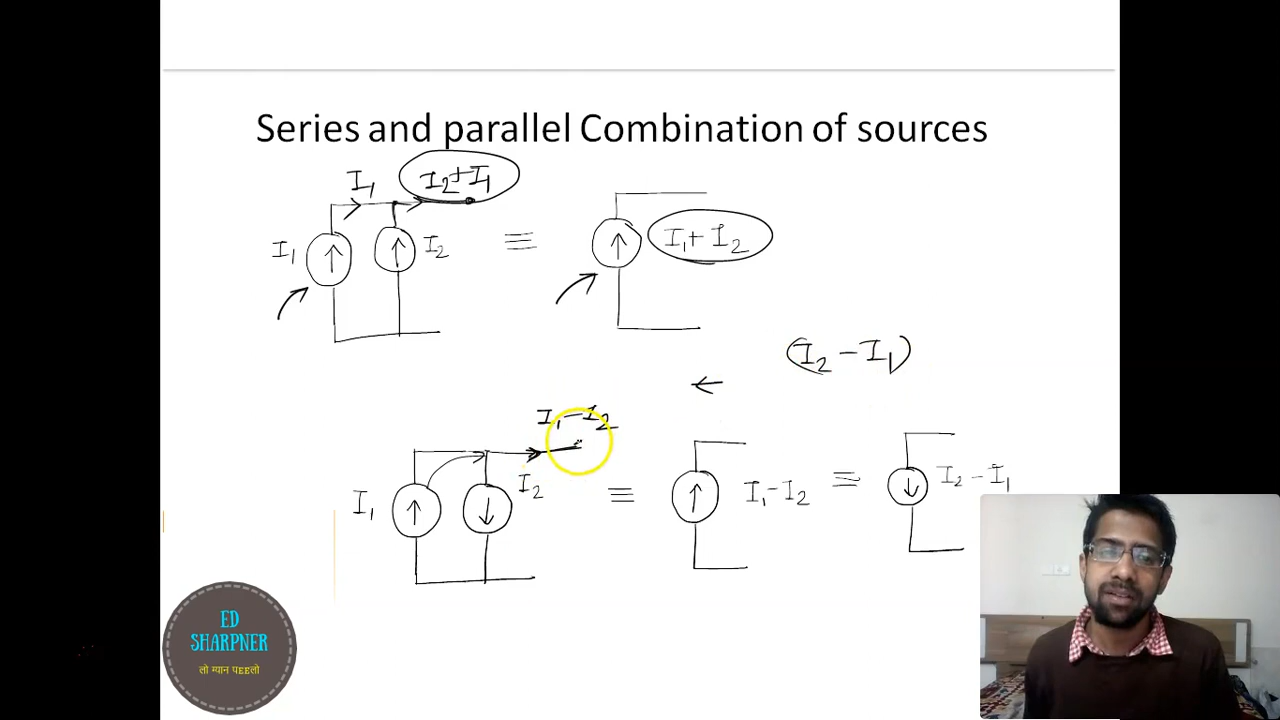 Series and parallel Combination of sources
I₁ I₂+I₁
I₁ I₂ ≡ I₁+ I₂
(I₂ − I₁)
←
I₁−I₂
I₁ I₂ ≡ I₁−I₂ ≡ I₂ − I₁
ED
SHARPNER
लो ग्यान पEEलो